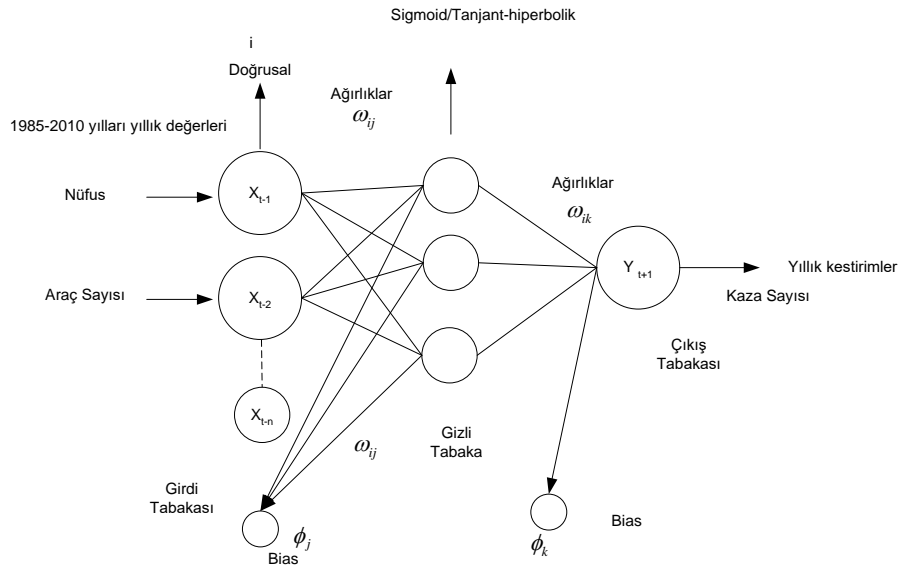 Sigmoid/Tanjant-hiperbolik
i
Doğrusal
Ağırlıklar
ω_ij
1985-2010 yılları yıllık değerleri
Nüfus
X_t-1
Ağırlıklar
ω_ik
Araç Sayısı
X_t-2
Y_t+1
Yıllık kestirimler
Kaza Sayısı
Çıkış
Tabakası
X_t-n
Gizli
Tabaka
ω_ij
Girdi
Tabakası
ϕ_j
Bias
ϕ_k
Bias